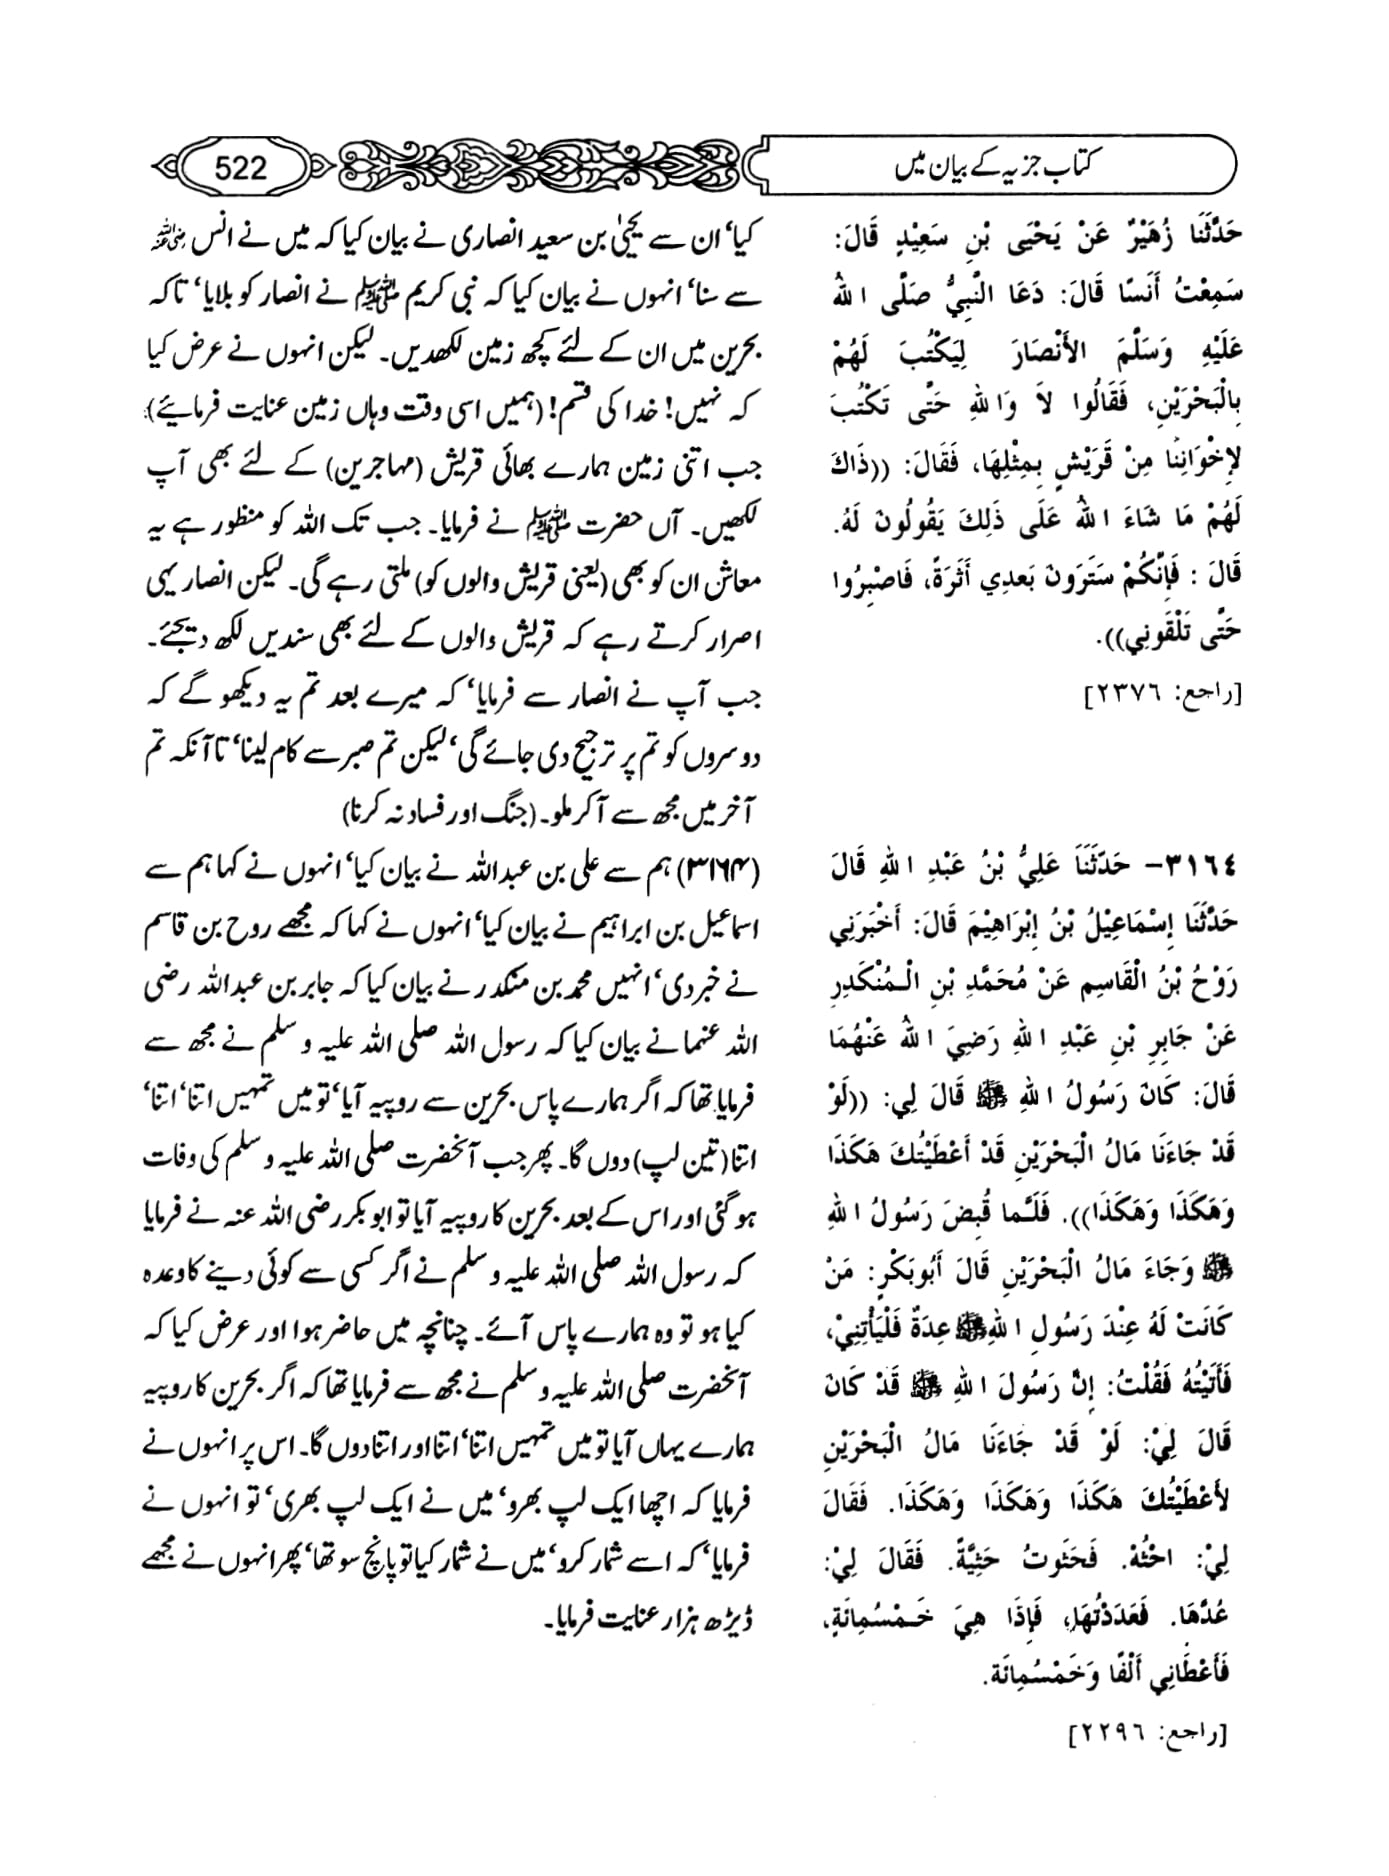 کتاب جزیہ کے بیان میں
522
حَدَّثَنَا زُهَيْرٌ عَنْ يَحْيَى بْنِ سَعِيْدٍ قَالَ:
سَمِعْتُ أَنَسًا قَالَ: دَعَا النَّبِيُّ صَلَّى اللهُ
عَلَيْهِ وَسَلَّمَ الأَنْصَارَ لِيَكْتُبَ لَهُمْ
بِالْبَحْرَيْنِ، فَقَالُوا لاَ وَاللهِ حَتَّى تَكْتُبَ
لإِخْوَانِنَا مِنْ قَرَيْشٍ بِمِثْلِهَا، فَقَالَ: ((ذَاكَ
لَهُمْ مَا شَاءَ اللهُ عَلَى ذَلِكَ يَقُولُونَ لَهُ.
قَالَ : فَإِنَّكُمْ سَتَرَونَ بَعدِي أَثَرَةً، فَاصْبِرُوا
حَتَّى تَلْقَونِي)).
[راجع: ٢٣٧٦]
٣١٦٤- حَدَّثَنَا عَلِيُّ بْنُ عَبْدِ اللهِ قَالَ
حَدَّثَنَا إِسْمَاعِيْلُ بْنُ إِبْرَاهِيْمَ قَالَ: أَخْبَرَنِي
رَوْحُ بْنُ الْقَاسِمِ عَنْ مُحَمَّدِ بْنِ الْمُنْكَدِرِ
عَنْ جَابِرِ بْنِ عَبْدِ اللهِ رَضِيَ اللهُ عَنْهُمَا
قَالَ: كَانَ رَسُولُ اللهِ ﷺ قَالَ لِي: ((لَوْ
قَدْ جَاءَنَا مَالُ الْبَحْرَيْنِ قَدْ أَعْطَيْتُكَ هَكَذَا
وَهَكَذَا وَهَكَذَا)). فَلَمَّا قُبِضَ رَسُولُ اللهِ
ﷺ وَجَاءَ مَالُ الْبَحْرَيْنِ قَالَ أَبُوبَكْرٍ: مَنْ
كَانَتْ لَهُ عِنْدَ رَسُولِ اللهِ ﷺ عِدَةٌ فَلْيَأْتِنِيْ،
فَأَتَيْتُهُ فَقُلْتُ: إِنَّ رَسُولَ اللهِ ﷺ قَدْ كَانَ
قَالَ لِيْ: لَوْ قَدْ جَاءَنَا مَالُ الْبَحْرَيْنِ
لأَعْطَيْتُكَ هَكَذَا وَهَكَذَا وَهَكَذَا. فَقَالَ
لِيْ: احْثُهْ. فَحَثَوتُ حَثِيَّةً. فَقَالَ لِيْ:
عُدَّهَا. فَعَدَدْتُهَا، فَإِذَا هِيَ خَمْسُمِائَةٍ،
فَأَعْطَانِي أَلْفًا وَخَمْسُمِائَة.
[راجع: ٢٢٩٦]
کیا‘ ان سے یحییٰ بن سعید انصاری نے بیان کیا کہ میں نے انس رضی اللہ عنہ
سے سنا‘ انہوں نے بیان کیا کہ نبی کریم ﷺ نے انصار کو بلایا‘ تاکہ
بحرین میں ان کے لئے کچھ زمین لکھدیں۔ لیکن انہوں نے عرض کیا
کہ نہیں! خدا کی قسم! (ہمیں اسی وقت وہاں زمین عنایت فرمایئے)
جب اتنی زمین ہمارے بھائی قریش (مہاجرین) کے لئے بھی آپ
لکھیں۔ آں حضرت ﷺ نے فرمایا۔ جب تک اللہ کو منظور ہے یہ
معاش ان کو بھی (یعنی قریش والوں کو) ملتی رہے گی۔ لیکن انصار یہی
اصرار کرتے رہے کہ قریش والوں کے لئے بھی سندیں لکھ دیجئے۔
جب آپ نے انصار سے فرمایا‘ کہ میرے بعد تم یہ دیکھو گے کہ
دوسروں کو تم پر ترجیح دی جائے گی‘ لیکن تم صبر سے کام لینا‘ تاآنکہ تم
آخر میں مجھ سے آکر ملو۔ (جنگ اور فساد نہ کرنا)
(۳۱۶۴) ہم سے علی بن عبداللہ نے بیان کیا‘ انہوں نے کہا ہم سے
اسماعیل بن ابراہیم نے بیان کیا‘ انہوں نے کہا کہ مجھے روح بن قاسم
نے خبردی‘ انہیں محمد بن منکدر نے بیان کیا کہ جابر بن عبداللہ رضی
اللہ عنہما نے بیان کیا کہ رسول اللہ صلی اللہ علیہ و سلم نے مجھ سے
فرمایا تھا کہ اگر ہمارے پاس بحرین سے روپیہ آیا‘ تو میں تمہیں اتنا‘ اتنا‘
اتنا (تین لپ) دوں گا۔ پھر جب آنحضرت صلی اللہ علیہ و سلم کی وفات
ہو گئی اور اس کے بعد بحرین کا روپیہ آیا تو ابوبکر رضی اللہ عنہ نے فرمایا
کہ رسول اللہ صلی اللہ علیہ و سلم نے اگر کسی سے کوئی دینے کا وعدہ
کیا ہو تو وہ ہمارے پاس آئے۔ چنانچہ میں حاضر ہوا اور عرض کیا کہ
آنحضرت صلی اللہ علیہ و سلم نے مجھ سے فرمایا تھا کہ اگر بحرین کا روپیہ
ہمارے یہاں آیا تو میں تمہیں اتنا‘ اتنا اور اتنا دوں گا۔ اس پر انہوں نے
فرمایا کہ اچھا ایک لپ بھرو‘ میں نے ایک لپ بھری‘ تو انہوں نے
فرمایا‘ کہ اسے شمار کرو‘ میں نے شمار کیا تو پانچ سو تھا‘ پھر انہوں نے مجھے
ڈیڑھ ہزار عنایت فرمایا۔